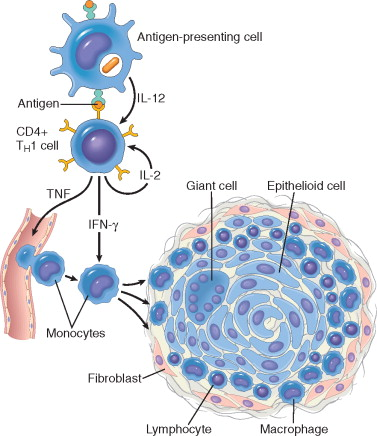 Antigen-presenting cell
IL-12
Antigen
CD4+
TH1 cell
IL-2
TNF
IFN-γ
Giant cell
Epithelioid cell
Monocytes
Fibroblast
Lymphocyte
Macrophage